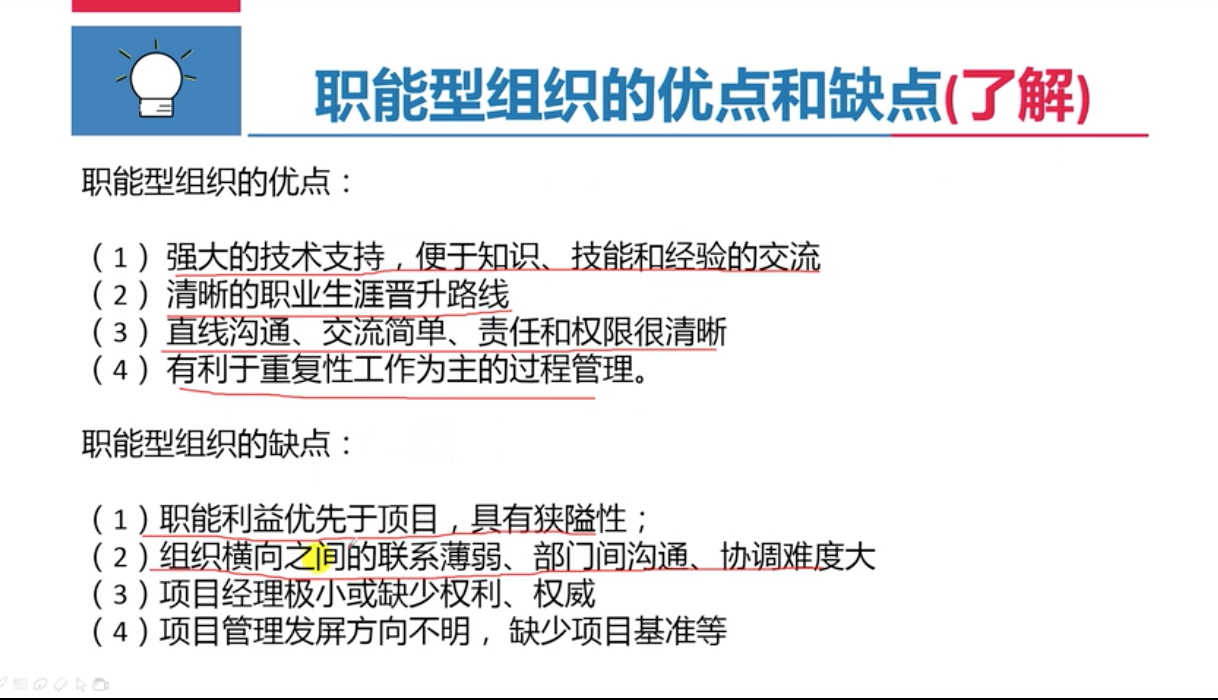 职能型组织的优点和缺点(了解)
职能型组织的优点：
（1）强大的技术支持，便于知识、技能和经验的交流
（2）清晰的职业生涯晋升路线
（3）直线沟通、交流简单、责任和权限很清晰
（4）有利于重复性工作为主的过程管理。
职能型组织的缺点：
（1）职能利益优先于顶目，具有狭隘性；
（2）组织横向之间的联系薄弱、部门间沟通、协调难度大
（3）项目经理极小或缺少权利、权威
（4）项目管理发屏方向不明， 缺少项目基准等